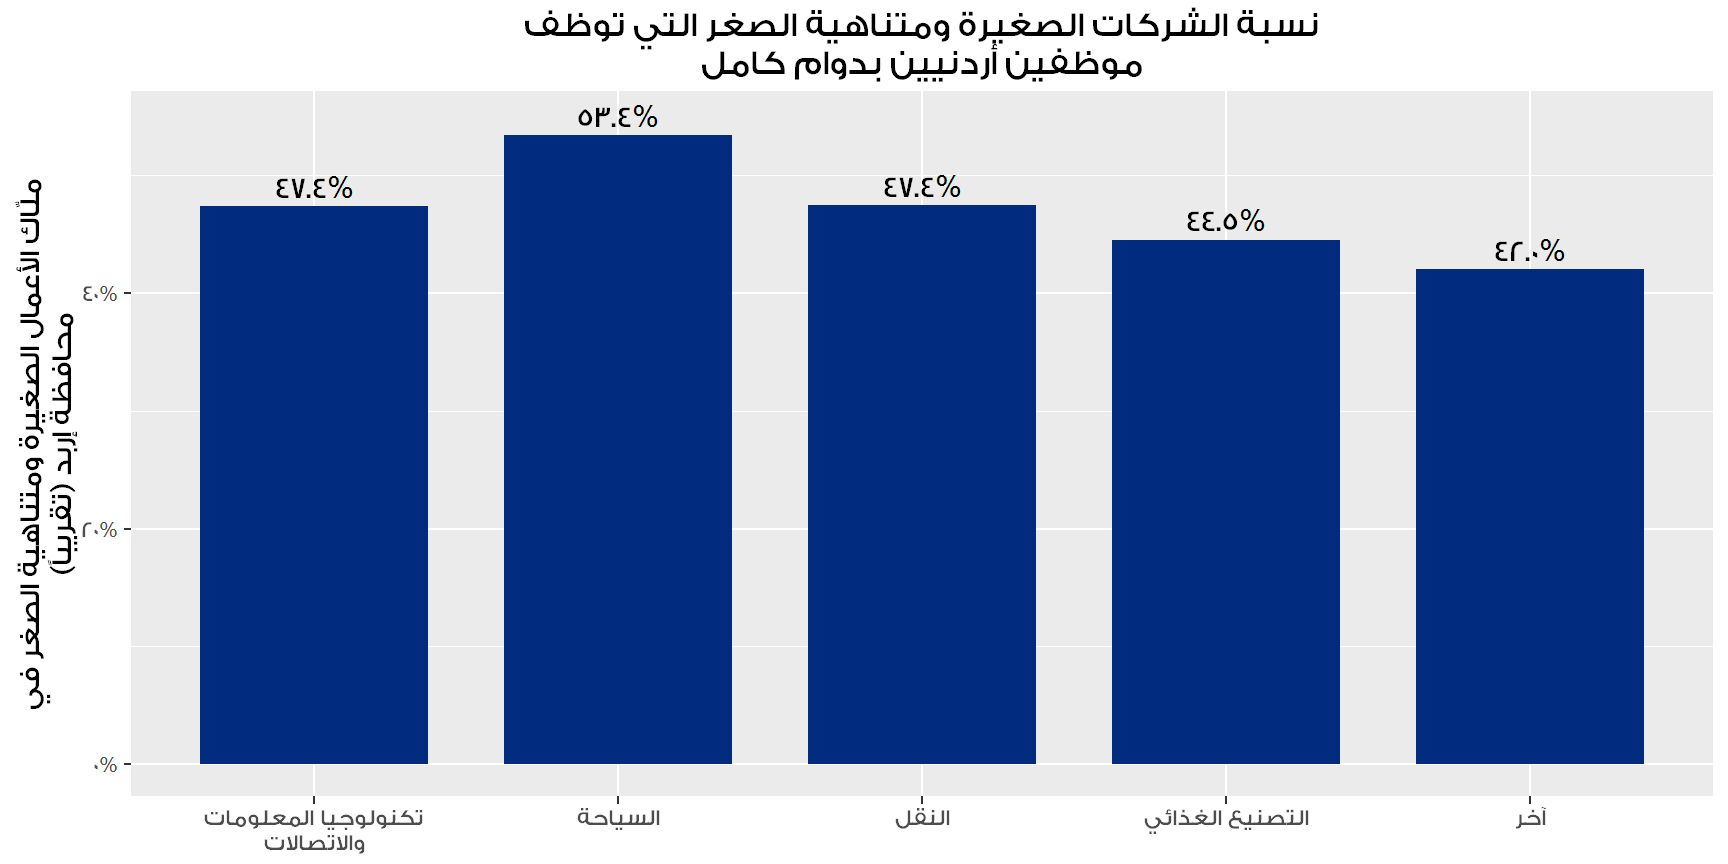 نسبة الشركات الصغيرة ومتناهية الصغر التي توظف
موظفين أردنيين بدوام كامل
ملّاك الأعمال الصغيرة ومتناهية الصغر في
محافظة إربد (تقريباً)
٤٠%
٢٠%
٠%
٤٧.٤%
٥٣.٤%
٤٧.٤%
٤٤.٥%
٤٢.٠%
تكنولوجيا المعلومات
والاتصالات
السياحة
النقل
التصنيع الغذائي
آخر